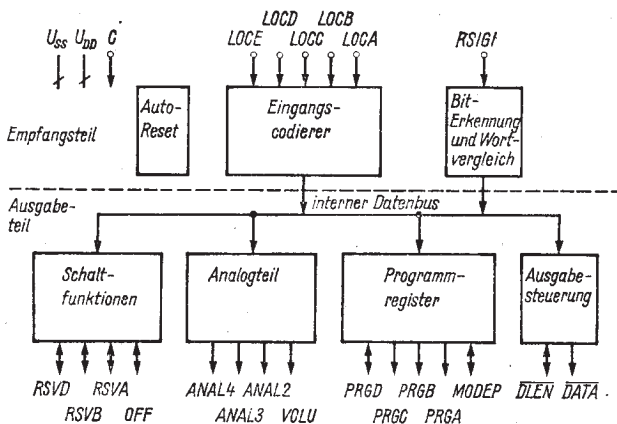 LOCD LOCB
U_SS U_DD C LOCE LOCC LOCA RSIGI
Auto-
Reset
Eingangs-
codierer
Bit-
Erkennung
und Wort-
vergleich
Empfangsteil
Ausgabe-
teil
interner Datenbus
Schalt-
funktionen
Analogteil
Programm-
register
Ausgabe-
steuerung
RSVD RSVA ANAL4 ANAL2 PRGD PRGB MODEP DLEN DATA
RSVB OFF ANAL3 VOLU PRGC PRGA